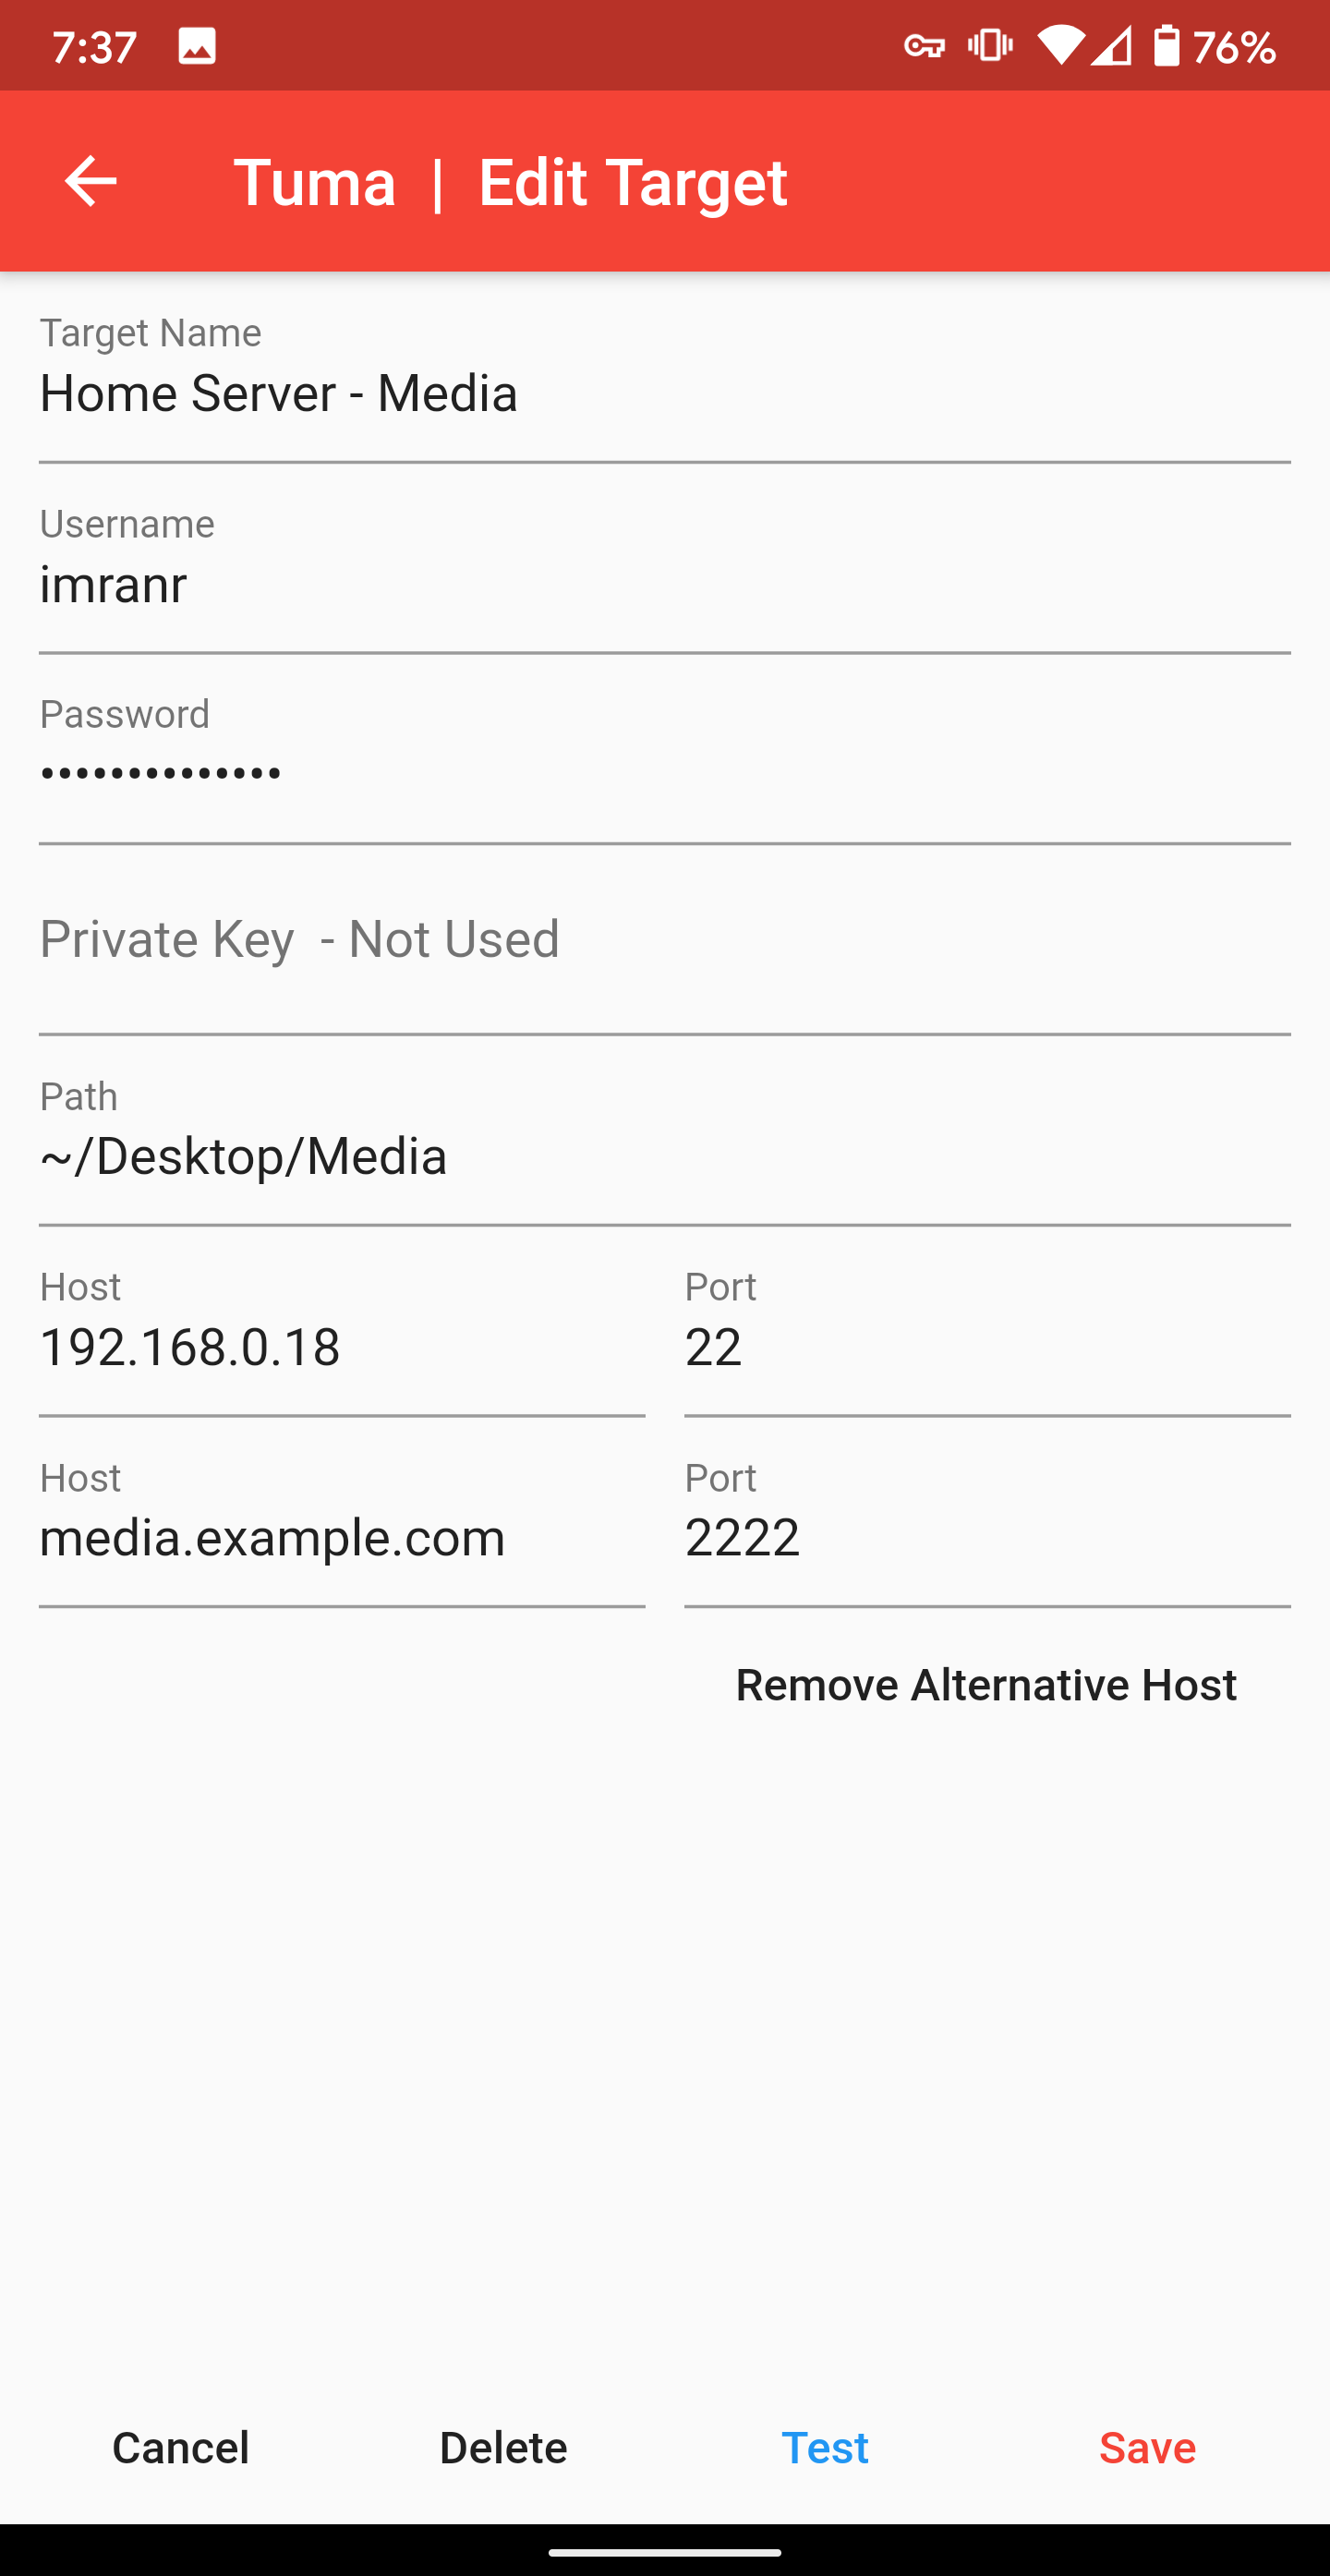 7:37 76%
Tuma | Edit Target
Target Name
Home Server - Media
Username
imranr
Password
••••••••••••••
Private Key - Not Used
Path
~/Desktop/Media
Host Port
192.168.0.18 22
Host Port
media.example.com 2222
Remove Alternative Host
Cancel Delete Test Save